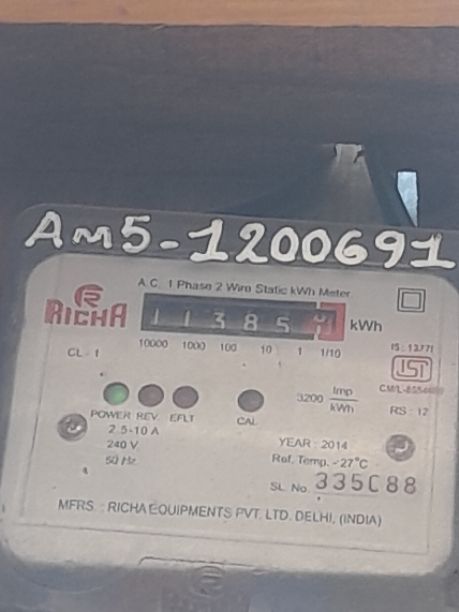 Am5-1200691
A.C. 1 Phase 2 Wire Static kWh Meter
RICHA
1 1 3 8 5
kWh
10000 1000 100 10 1 1/10
IS : 13771
CL : 1
ISI
CM/L-
3200 Imp
kWh
RS : 12
POWER REV. EFLT CAL
2.5-10 A
240 V
50 Hz
YEAR : 2014
Ref. Temp. - 27°C
SL. No. 335C88
MFRS. : RICHA EQUIPMENTS PVT. LTD. DELHI, (INDIA)